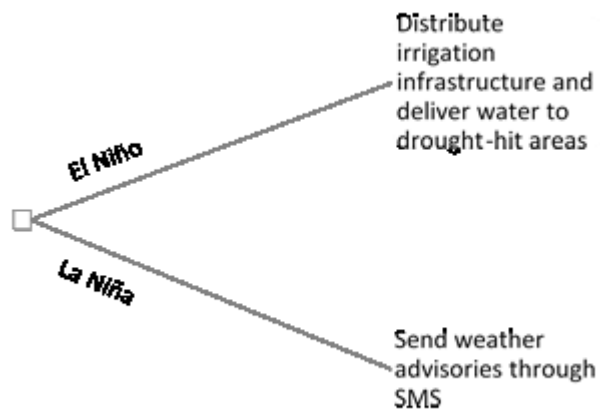 Distribute
irrigation
infrastructure and
deliver water to
drought-hit areas
El Niño
La Niña
Send weather
advisories through
SMS